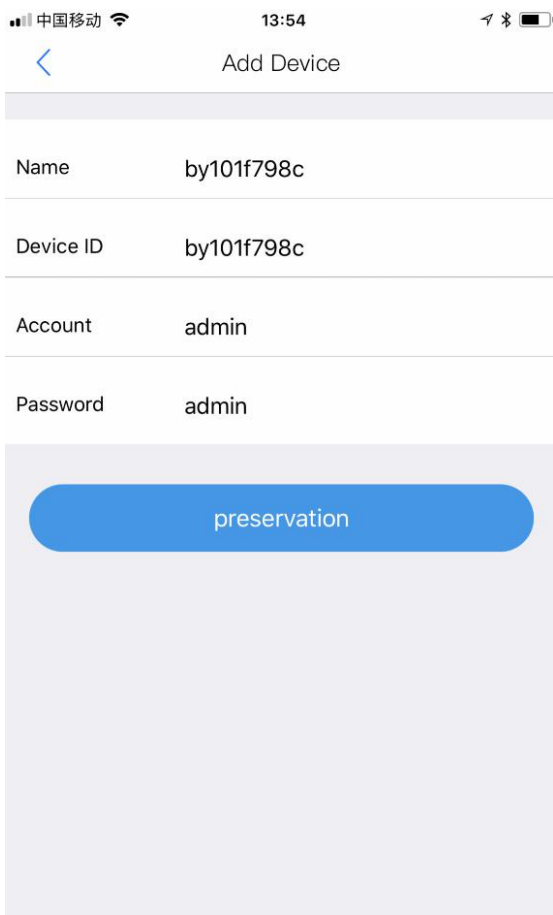 中国移动 13:54
Add Device
Name by101f798c
Device ID by101f798c
Account admin
Password admin
preservation